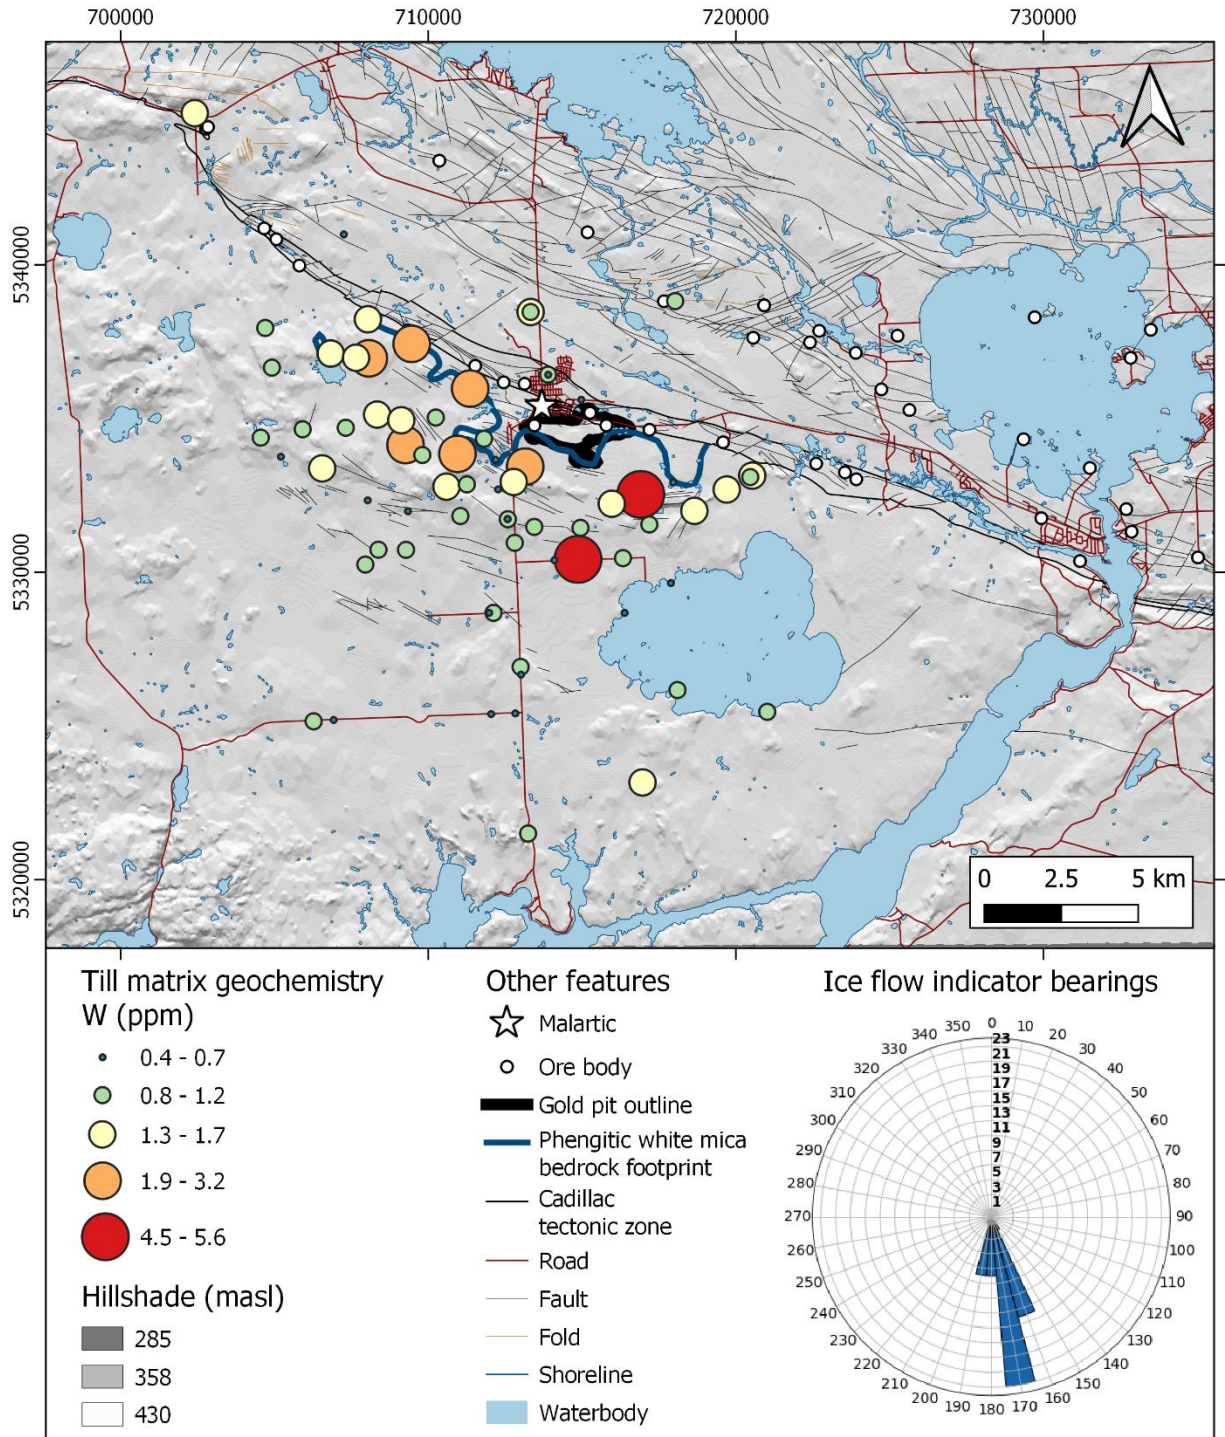 700000 710000 720000 730000
5340000
5330000
5320000
0 2.5 5 km
Till matrix geochemistry
W (ppm)
0.4 - 0.7
0.8 - 1.2
1.3 - 1.7
1.9 - 3.2
4.5 - 5.6
Hillshade (masl)
285
358
430
Other features
Malartic
Ore body
Gold pit outline
Phengitic white mica
bedrock footprint
Cadillac
tectonic zone
Road
Fault
Fold
Shoreline
Waterbody
Ice flow indicator bearings
0
10
20
30
40
50
60
70
80
90
100
110
120
130
140
150
160
170
180
190
200
210
220
230
240
250
260
270
280
290
300
310
320
330
340
350
23
21
19
17
15
13
11
9
7
5
3
1